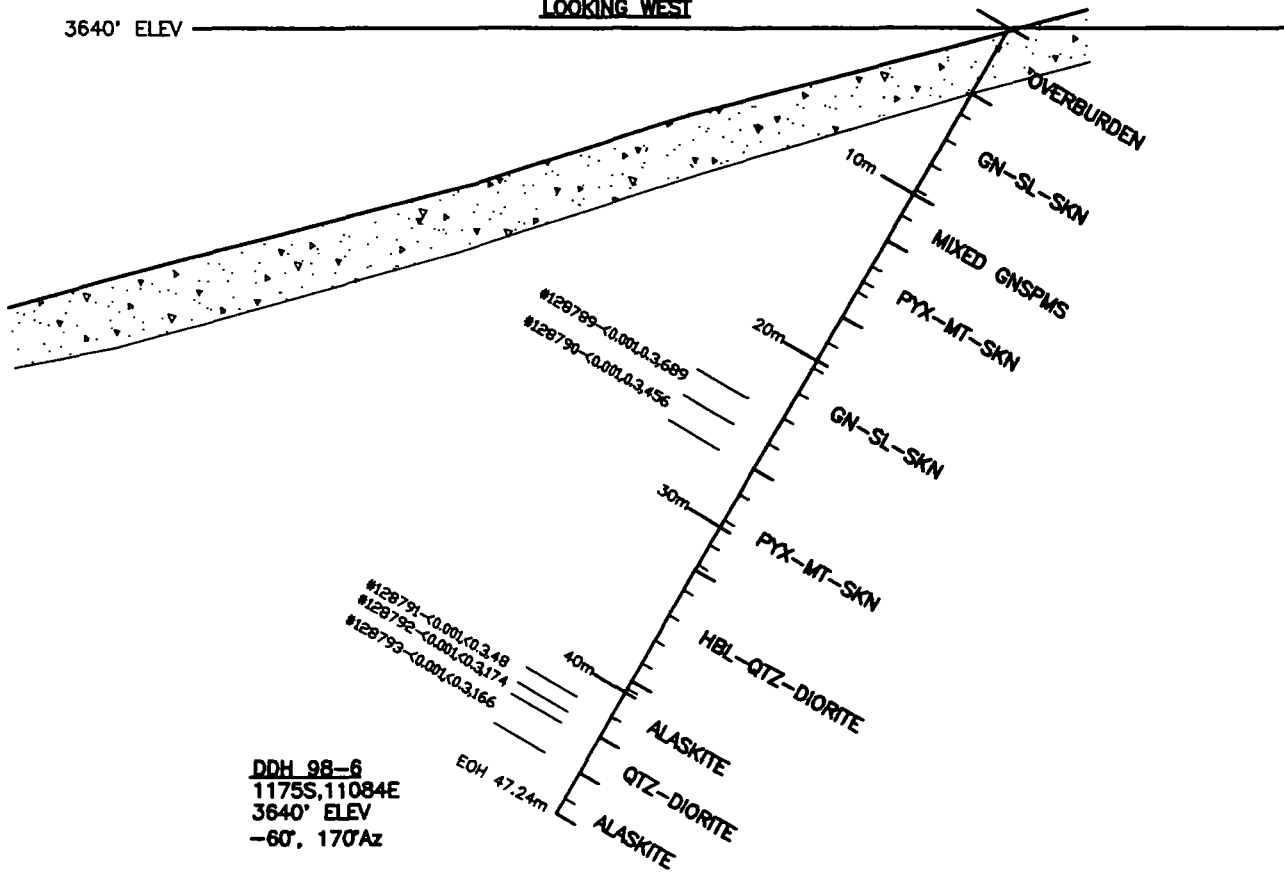 LOOKING WEST
3640' ELEV
OVERBURDEN
10m
GN-SL-SKN
MIXED GNSPMS
PYX-MT-SKN
#128789-<0.001,0.3,689
#128790-<0.001,0.3,456
20m
GN-SL-SKN
30m
PYX-MT-SKN
#128791-<0.001,<0.3,48
#128792-<0.001,<0.3,174
#128793-<0.001,<0.3,166
40m
HBL-QTZ-DIORITE
ALASKITE
EOH 47.24m
QTZ-DIORITE
ALASKITE
DDH 98-6
1175S,11084E
3640' ELEV
-60°, 170°Az